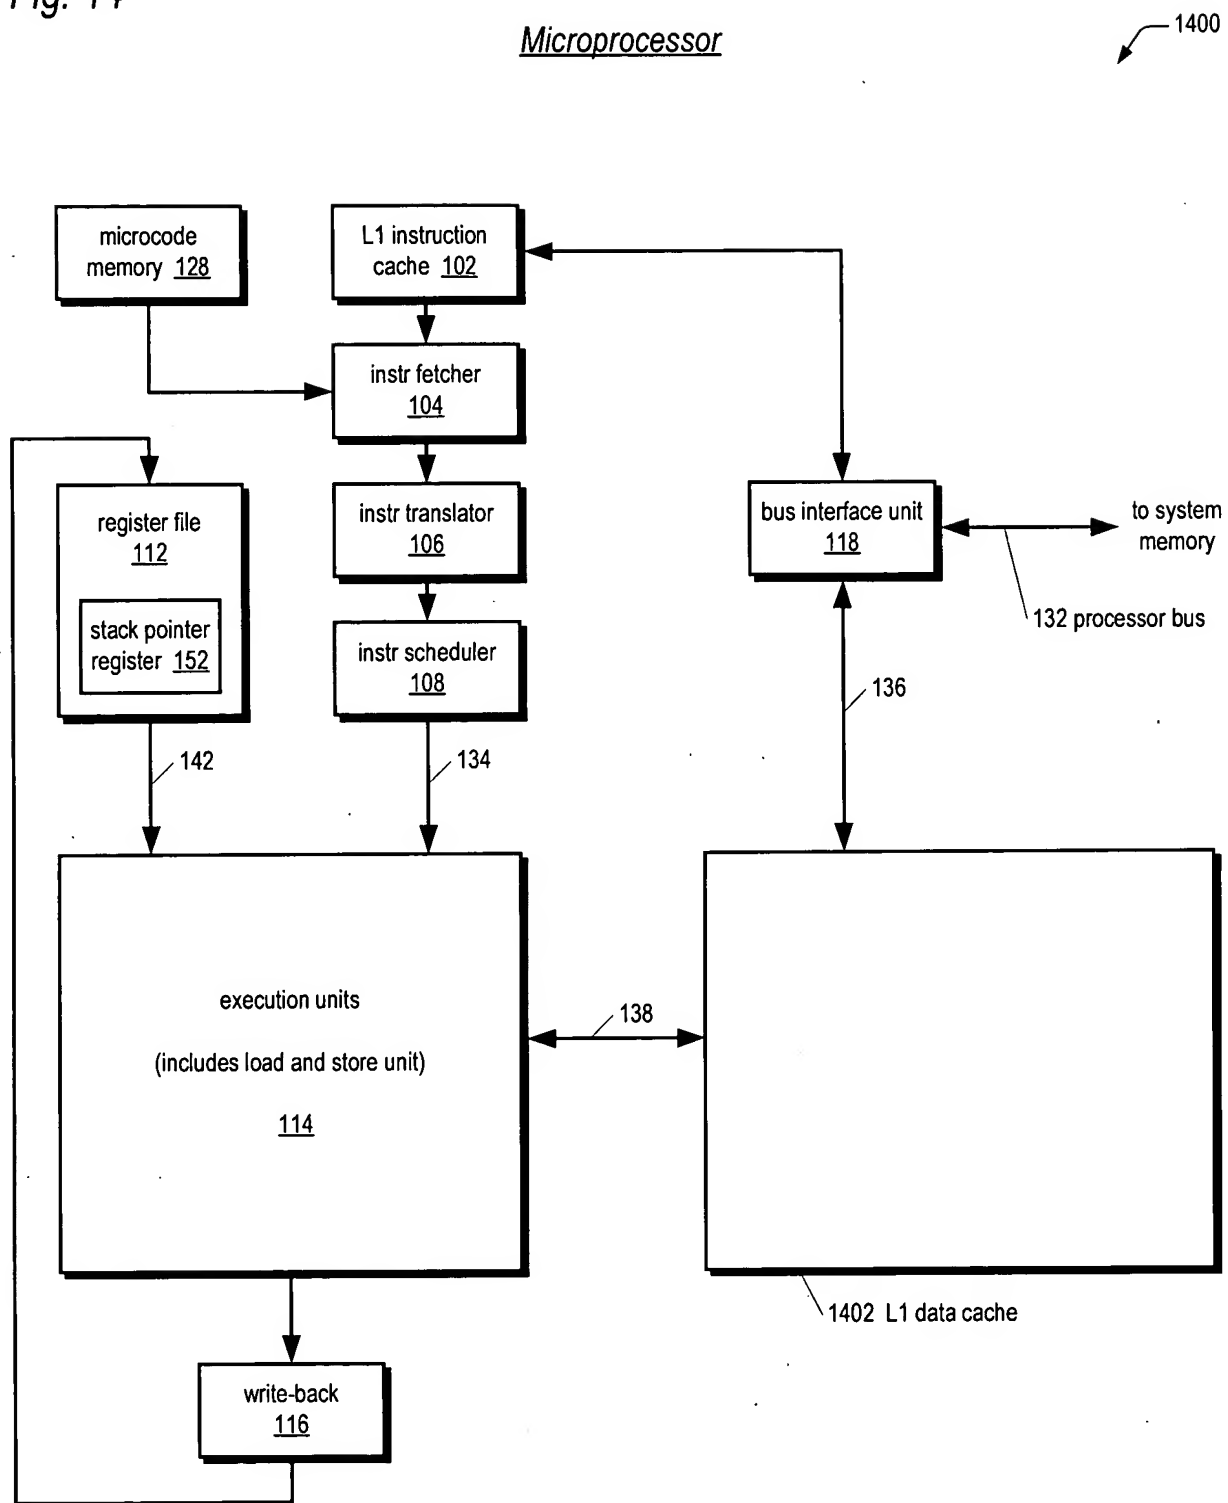 Fig. 14
Microprocessor
1400
microcode
memory 128
L1 instruction
cache 102
instr fetcher
104
register file
112
stack pointer
register 152
instr translator
106
instr scheduler
108
bus interface unit
118
to system
memory
132 processor bus
136
142
134
execution units
(includes load and store unit)
114
138
1402 L1 data cache
write-back
116